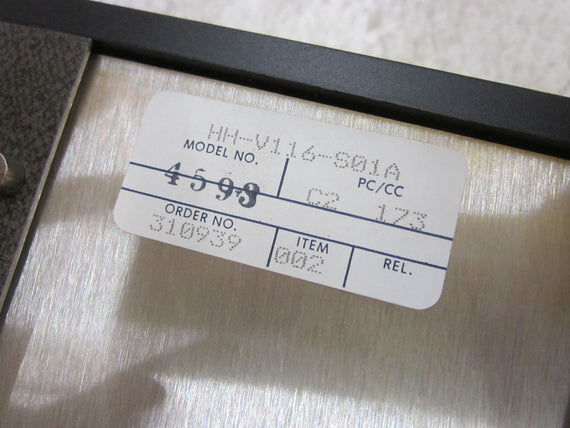 HH-V116-S01A
MODEL NO. PC/CC
4593 C2 173
ORDER NO. ITEM REL.
310939 002